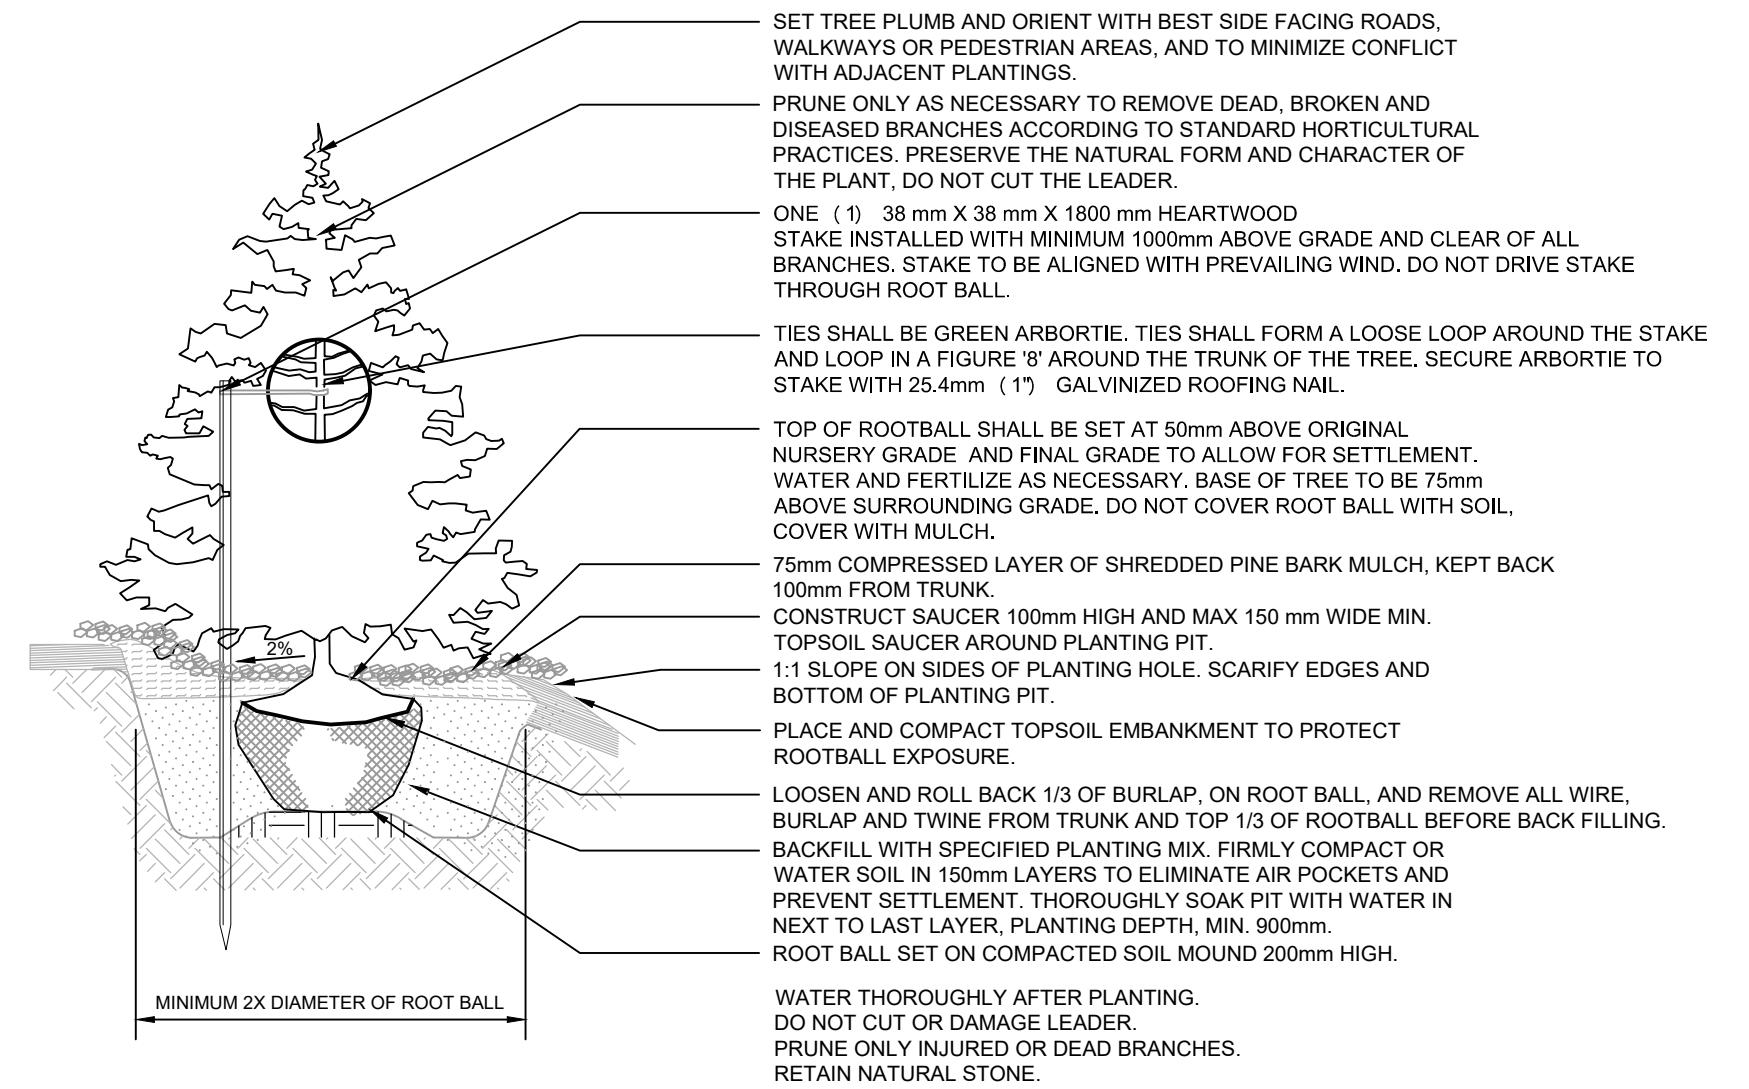 SET TREE PLUMB AND ORIENT WITH BEST SIDE FACING ROADS,
WALKWAYS OR PEDESTRIAN AREAS, AND TO MINIMIZE CONFLICT
WITH ADJACENT PLANTINGS.
PRUNE ONLY AS NECESSARY TO REMOVE DEAD, BROKEN AND
DISEASED BRANCHES ACCORDING TO STANDARD HORTICULTURAL
PRACTICES. PRESERVE THE NATURAL FORM AND CHARACTER OF
THE PLANT, DO NOT CUT THE LEADER.
ONE (1) 38 mm X 38 mm X 1800 mm HEARTWOOD
STAKE INSTALLED WITH MINIMUM 1000mm ABOVE GRADE AND CLEAR OF ALL
BRANCHES. STAKE TO BE ALIGNED WITH PREVAILING WIND. DO NOT DRIVE STAKE
THROUGH ROOT BALL.
TIES SHALL BE GREEN ARBORTIE. TIES SHALL FORM A LOOSE LOOP AROUND THE STAKE
AND LOOP IN A FIGURE '8' AROUND THE TRUNK OF THE TREE. SECURE ARBORTIE TO
STAKE WITH 25.4mm (1") GALVINIZED ROOFING NAIL.
TOP OF ROOTBALL SHALL BE SET AT 50mm ABOVE ORIGINAL
NURSERY GRADE AND FINAL GRADE TO ALLOW FOR SETTLEMENT.
WATER AND FERTILIZE AS NECESSARY. BASE OF TREE TO BE 75mm
ABOVE SURROUNDING GRADE. DO NOT COVER ROOT BALL WITH SOIL,
COVER WITH MULCH.
75mm COMPRESSED LAYER OF SHREDDED PINE BARK MULCH, KEPT BACK
100mm FROM TRUNK.
CONSTRUCT SAUCER 100mm HIGH AND MAX 150 mm WIDE MIN.
TOPSOIL SAUCER AROUND PLANTING PIT.
2%
1:1 SLOPE ON SIDES OF PLANTING HOLE. SCARIFY EDGES AND
BOTTOM OF PLANTING PIT.
PLACE AND COMPACT TOPSOIL EMBANKMENT TO PROTECT
ROOTBALL EXPOSURE.
LOOSEN AND ROLL BACK 1/3 OF BURLAP, ON ROOT BALL, AND REMOVE ALL WIRE,
BURLAP AND TWINE FROM TRUNK AND TOP 1/3 OF ROOTBALL BEFORE BACK FILLING.
BACKFILL WITH SPECIFIED PLANTING MIX. FIRMLY COMPACT OR
WATER SOIL IN 150mm LAYERS TO ELIMINATE AIR POCKETS AND
PREVENT SETTLEMENT. THOROUGHLY SOAK PIT WITH WATER IN
NEXT TO LAST LAYER, PLANTING DEPTH, MIN. 900mm.
ROOT BALL SET ON COMPACTED SOIL MOUND 200mm HIGH.
MINIMUM 2X DIAMETER OF ROOT BALL
WATER THOROUGHLY AFTER PLANTING.
DO NOT CUT OR DAMAGE LEADER.
PRUNE ONLY INJURED OR DEAD BRANCHES.
RETAIN NATURAL STONE.